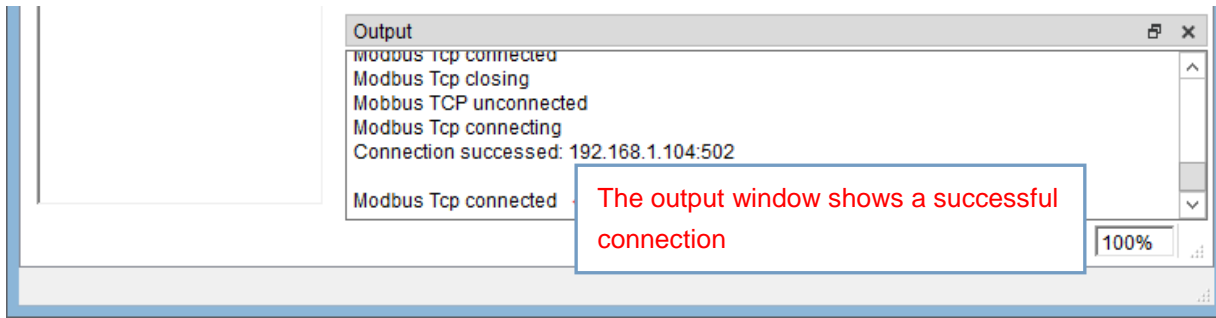 Output
Modbus Tcp connected
Modbus Tcp closing
Mobbus TCP unconnected
Modbus Tcp connecting
Connection successed: 192.168.1.104:502
Modbus Tcp connected
The output window shows a successful
connection
100%